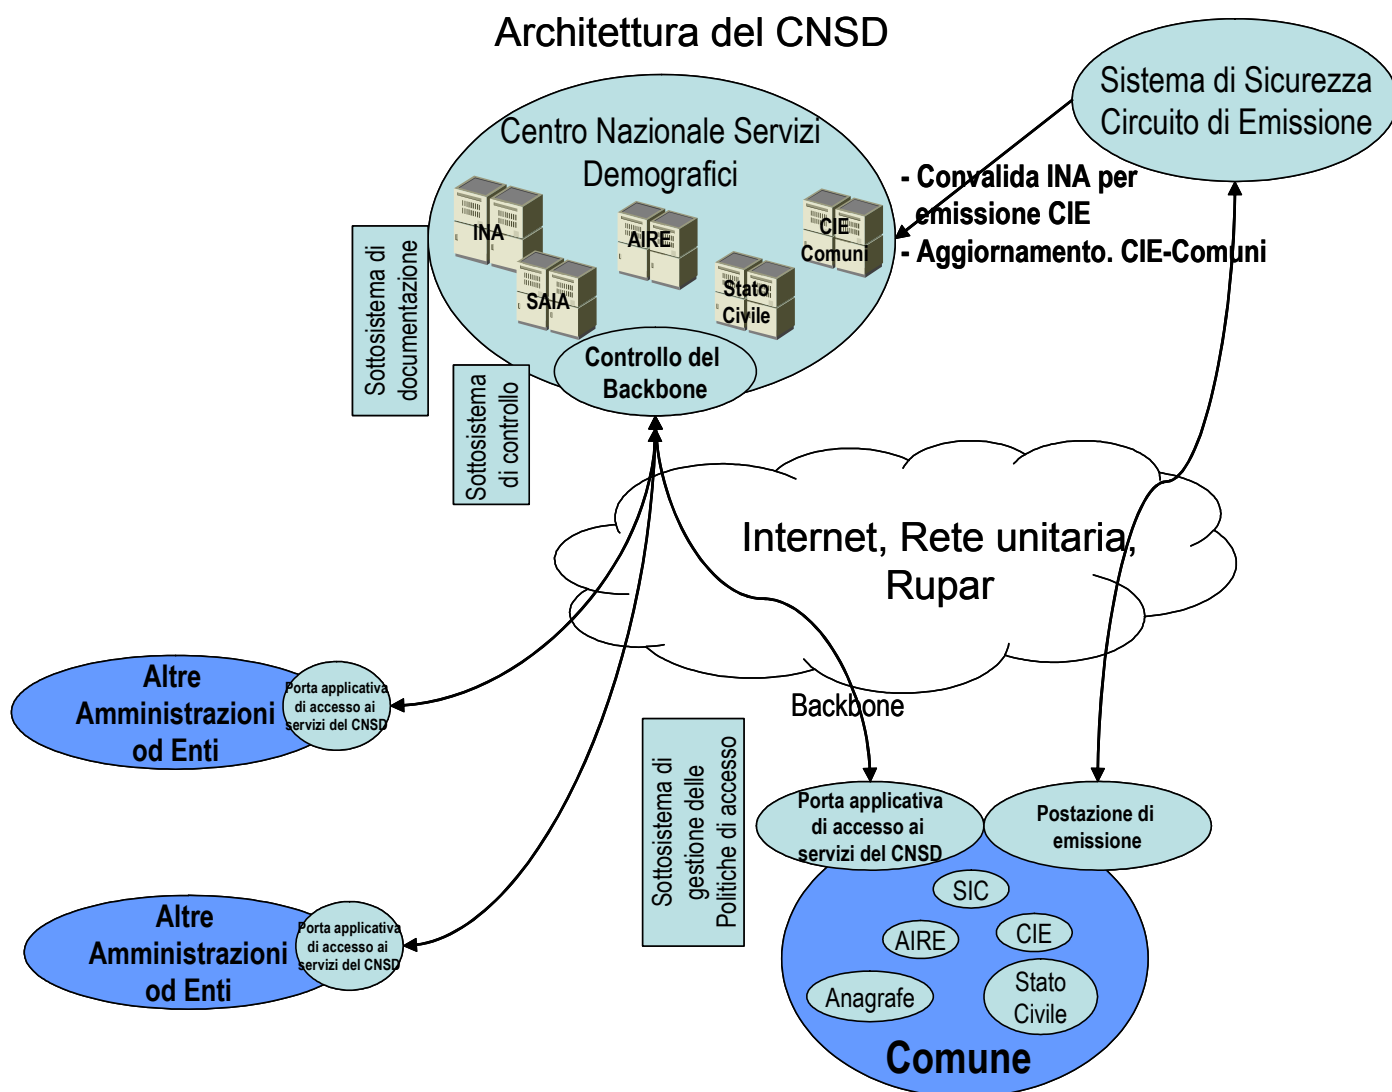 Architettura del CNSD
Sistema di Sicurezza
Circuito di Emissione
Centro Nazionale Servizi
Demografici
- Convalida INA per
emissione CIE
- Aggiornamento. CIE-Comuni
INA
AIRE
CIE
Comuni
SAIA
Stato
Civile
Sottosistema di
documentazione
Controllo del
Backbone
Sottosistema
di controllo
Internet, Rete unitaria,
Rupar
Altre
Amministrazioni
od Enti
Porta applicativa
di accesso ai
servizi del CNSD
Backbone
Sottosistema di
gestione delle
Politiche di accesso
Porta applicativa
di accesso ai
servizi del CNSD
Postazione di
emissione
Altre
Amministrazioni
od Enti
Porta applicativa
di accesso ai
servizi del CNSD
SIC
AIRE
CIE
Anagrafe
Stato
Civile
Comune